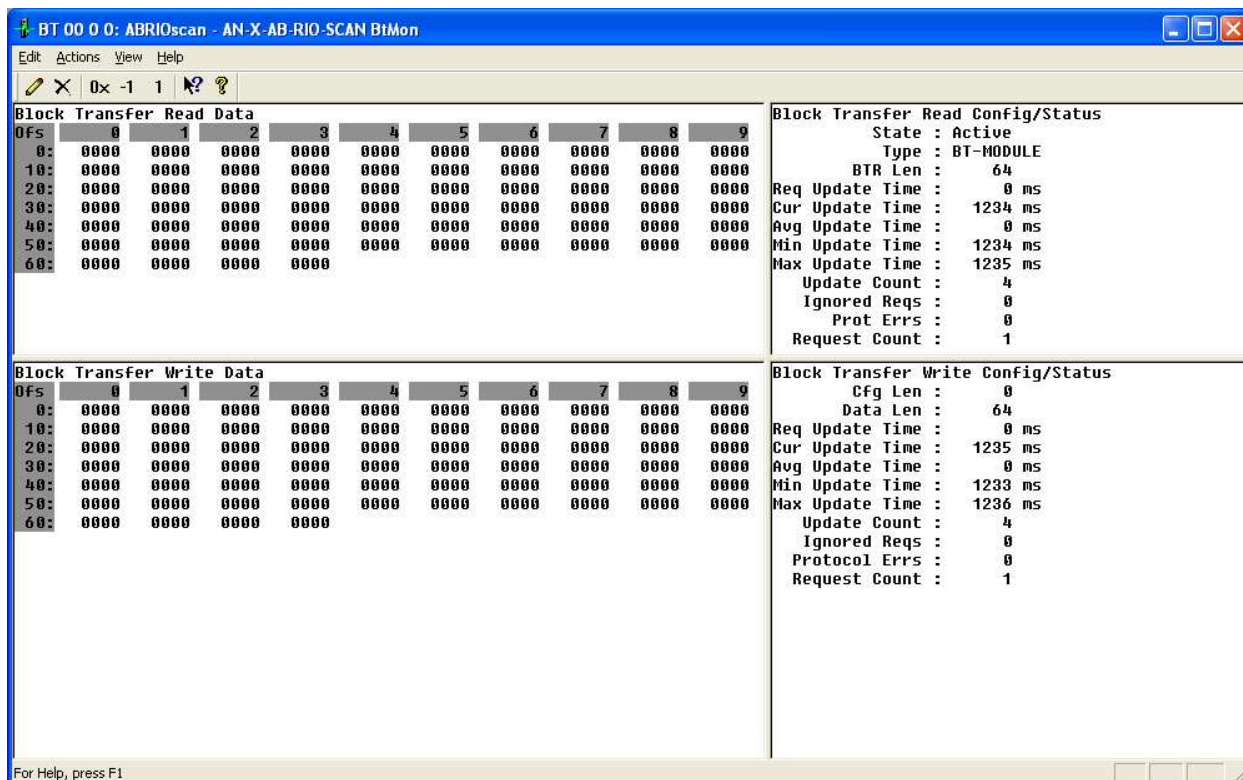 BT 00 0 0: ABRIOscan - AN-X-AB-RIO-SCAN BtMon
Edit Actions View Help
0x -1 1
Block Transfer Read Data
Ofs 0 1 2 3 4 5 6 7 8 9
0: 0000 0000 0000 0000 0000 0000 0000 0000 0000 0000
10: 0000 0000 0000 0000 0000 0000 0000 0000 0000 0000
20: 0000 0000 0000 0000 0000 0000 0000 0000 0000 0000
30: 0000 0000 0000 0000 0000 0000 0000 0000 0000 0000
40: 0000 0000 0000 0000 0000 0000 0000 0000 0000 0000
50: 0000 0000 0000 0000 0000 0000 0000 0000 0000 0000
60: 0000 0000 0000 0000
Block Transfer Read Config/Status
State : Active
Type : BT-MODULE
BTR Len : 64
Req Update Time : 0 ms
Cur Update Time : 1234 ms
Avg Update Time : 0 ms
Min Update Time : 1234 ms
Max Update Time : 1235 ms
Update Count : 4
Ignored Reqs : 0
Prot Errs : 0
Request Count : 1
Block Transfer Write Data
Ofs 0 1 2 3 4 5 6 7 8 9
0: 0000 0000 0000 0000 0000 0000 0000 0000 0000 0000
10: 0000 0000 0000 0000 0000 0000 0000 0000 0000 0000
20: 0000 0000 0000 0000 0000 0000 0000 0000 0000 0000
30: 0000 0000 0000 0000 0000 0000 0000 0000 0000 0000
40: 0000 0000 0000 0000 0000 0000 0000 0000 0000 0000
50: 0000 0000 0000 0000 0000 0000 0000 0000 0000 0000
60: 0000 0000 0000 0000
Block Transfer Write Config/Status
Cfg Len : 0
Data Len : 64
Req Update Time : 0 ms
Cur Update Time : 1235 ms
Avg Update Time : 0 ms
Min Update Time : 1233 ms
Max Update Time : 1236 ms
Update Count : 4
Ignored Reqs : 0
Protocol Errs : 0
Request Count : 1
For Help, press F1